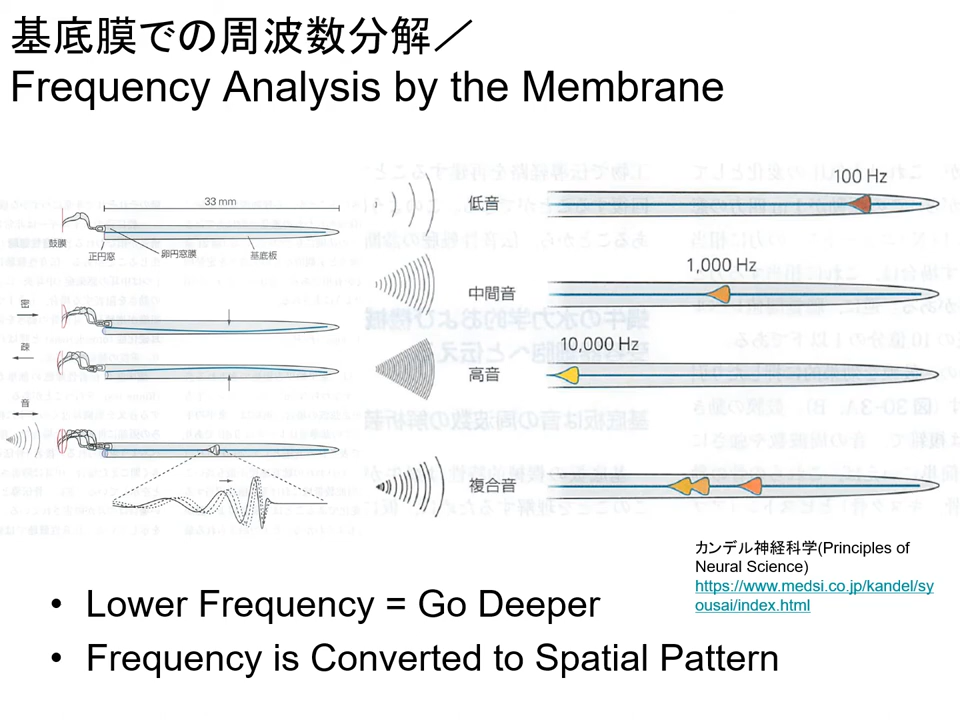 基底膜での周波数分解／
Frequency Analysis by the Membrane
33 mm
鼓膜
正円窓
卵円窓膜
基底板
密
疎
音
低音
100 Hz
中間音
1,000 Hz
高音
10,000 Hz
複合音
カンデル神経科学(Principles of
Neural Science)
https://www.medsi.co.jp/kandel/sy
ousai/index.html
• Lower Frequency = Go Deeper
• Frequency is Converted to Spatial Pattern